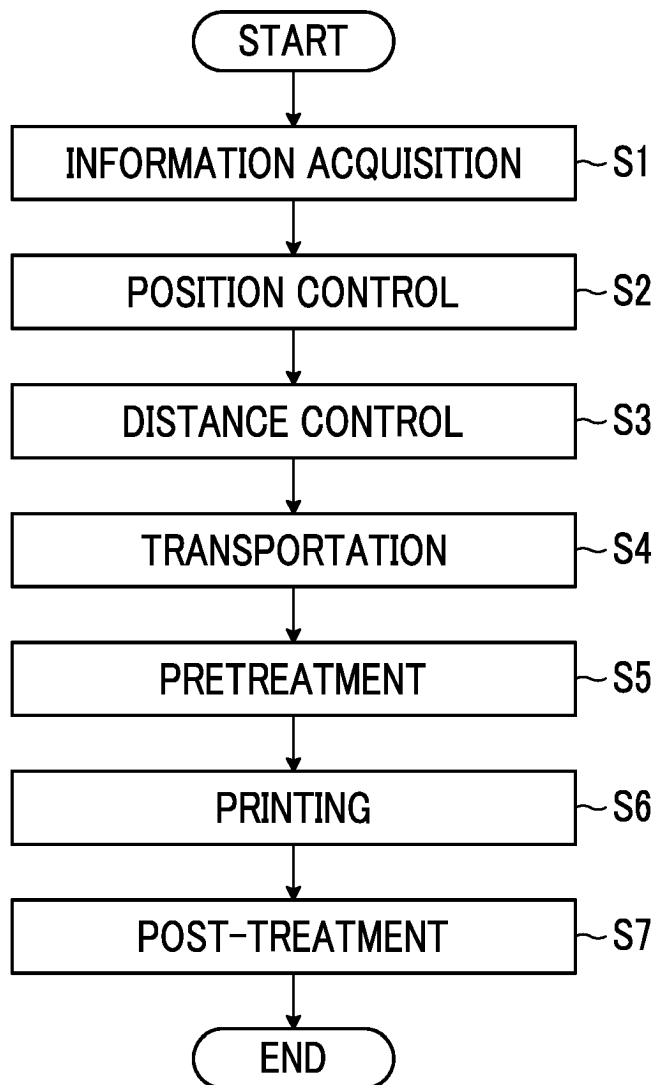 START
INFORMATION ACQUISITION S1
POSITION CONTROL S2
DISTANCE CONTROL S3
TRANSPORTATION S4
PRETREATMENT S5
PRINTING S6
POST-TREATMENT S7
END